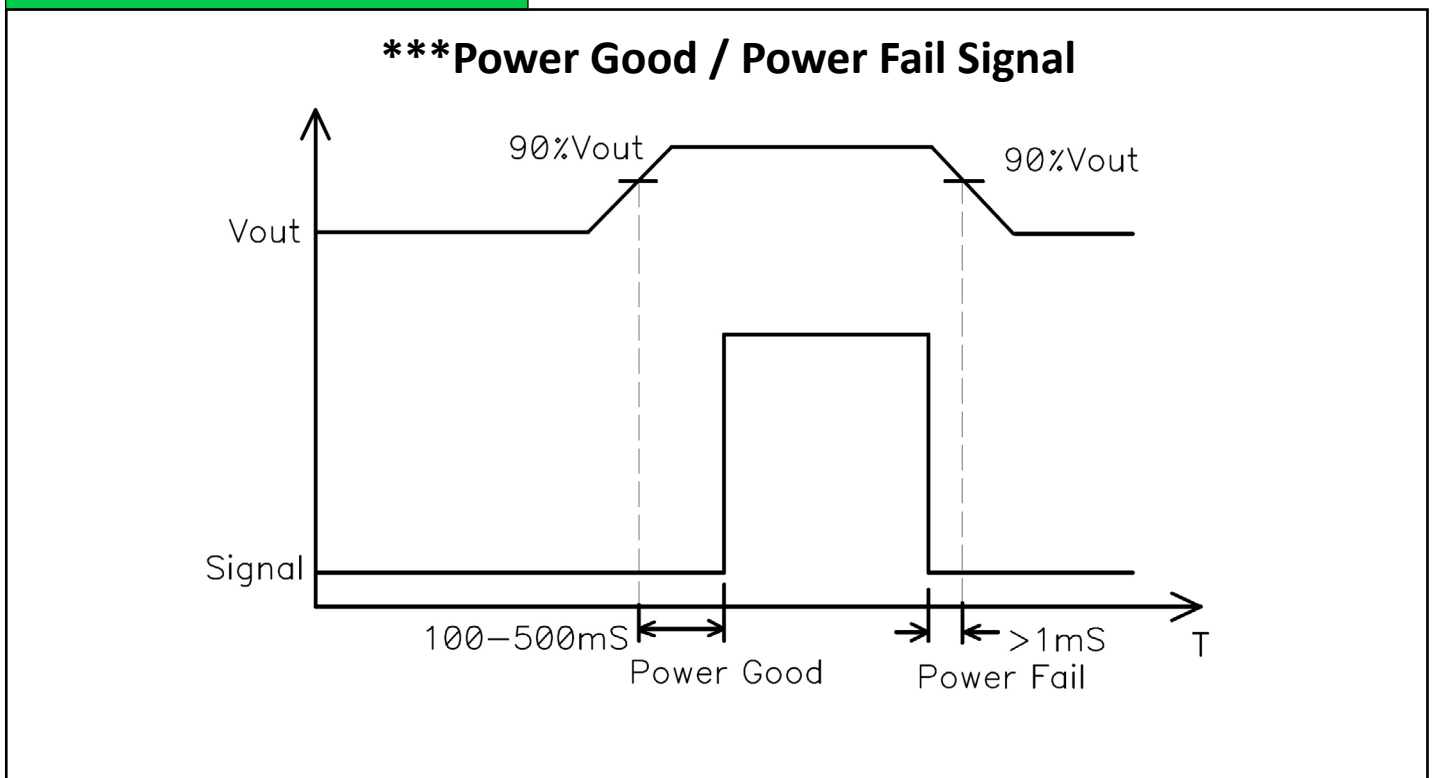 ***Power Good / Power Fail Signal
90%Vout
90%Vout
Vout
Signal
100-500mS
>1mS
T
Power Good
Power Fail